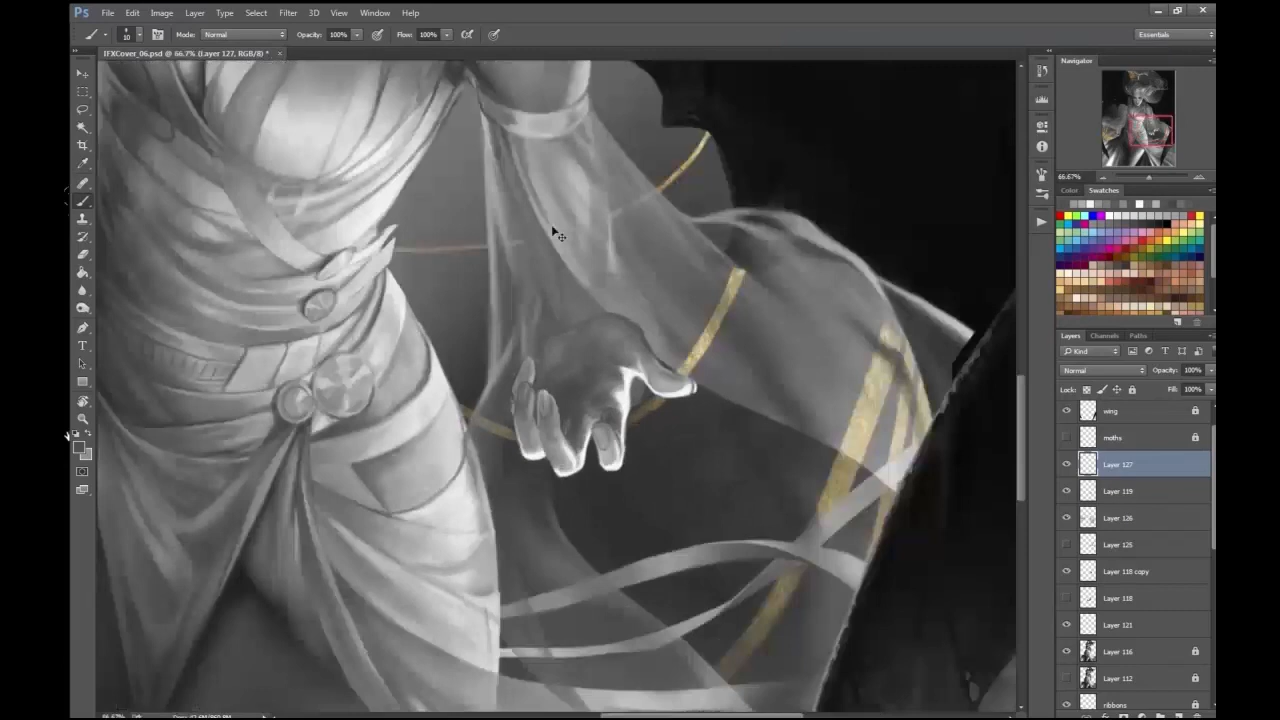 Ps File Edit Image Layer Type Select Filter 3D View Window Help
10 Mode: Normal Opacity: 100% Flow: 100% Essentials
IFXCover_06.psd @ 66.7% (Layer 127, RGB/8) *
Navigator
66.67%
Color Swatches
Layers Channels Paths
Kind
Normal Opacity: 100%
Lock: Fill: 100%
wing
moths
Layer 127
Layer 119
Layer 126
Layer 125
Layer 118 copy
Layer 118
Layer 121
Layer 116
Layer 112
ribbons